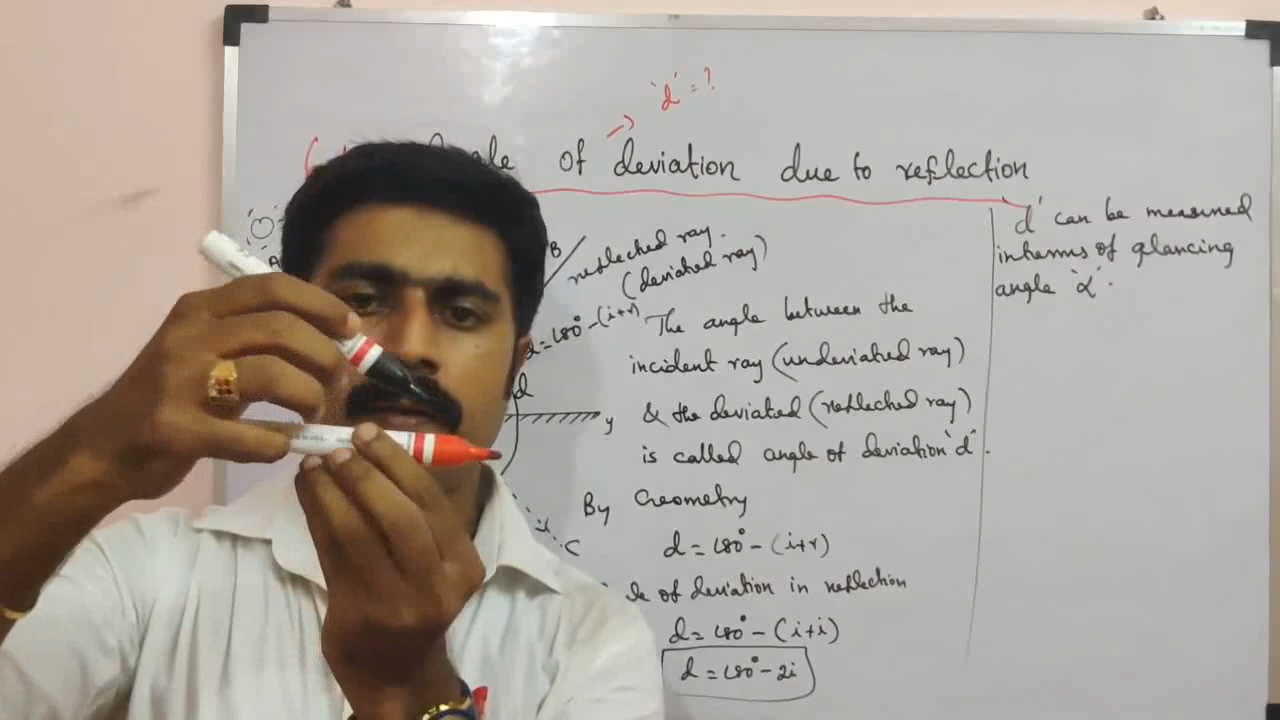 'd' = ?
of deviation due to reflection
B
reflected ray.
(deviated ray)
d = 180° - (i+r)
d
y
C
The angle between the
incident ray (undeviated ray)
& the deviated (reflected ray)
is called angle of deviation 'd'.
By Geometry
d = 180° - (i+r)
of deviation in reflection
d = 180° - (i+i)
d = 180° - 2i
'd' can be measured
interms of glancing
angle 'α'.